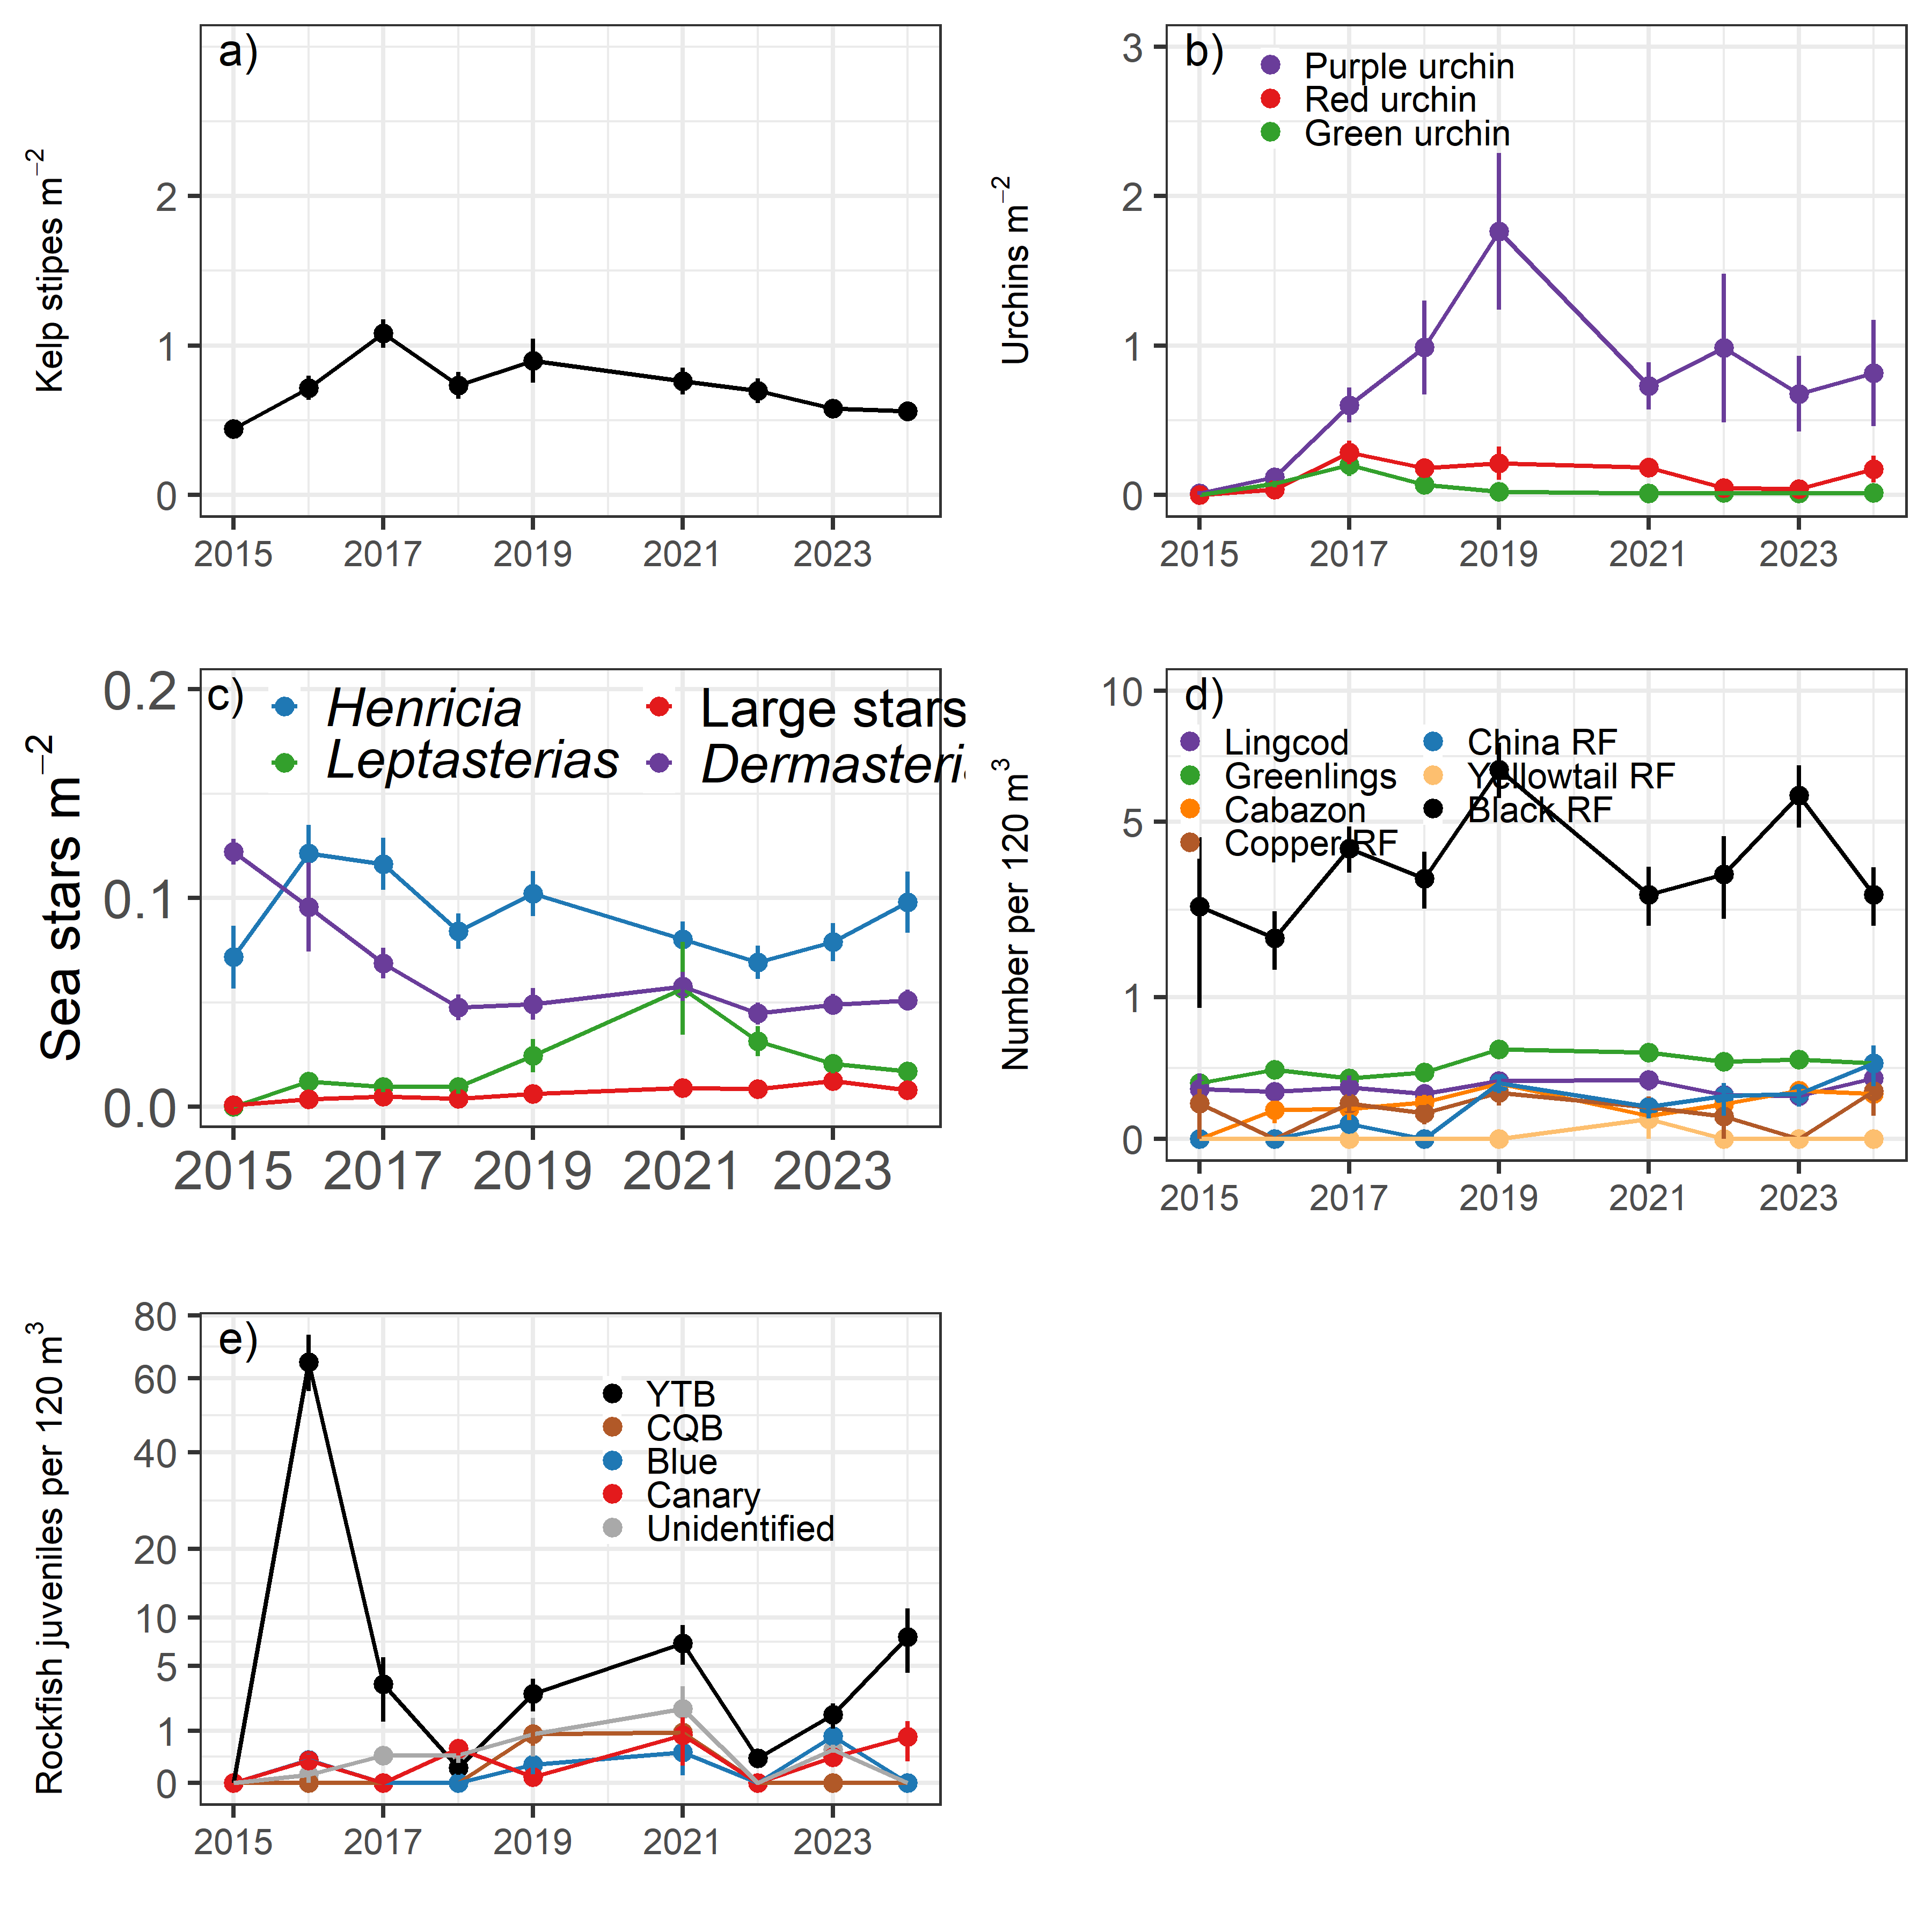 a)
Kelp stipes m−2
2
1
0
2015 2017 2019 2021 2023
b)
Purple urchin
Red urchin
Green urchin
Urchins m−2
3
2
1
0
2015 2017 2019 2021 2023
c)
Henricia Large stars
Leptasterias Dermasteri
Sea stars m−2
0.2
0.1
0.0
2015 2017 2019 2021 2023
d)
Lingcod China RF
Greenlings Yellowtail RF
Cabazon Black RF
Copper RF
Number per 120 m3
10
5
1
0
2015 2017 2019 2021 2023
e)
YTB
CQB
Blue
Canary
Unidentified
Rockfish juveniles per 120 m3
80
60
40
20
10
5
1
0
2015 2017 2019 2021 2023